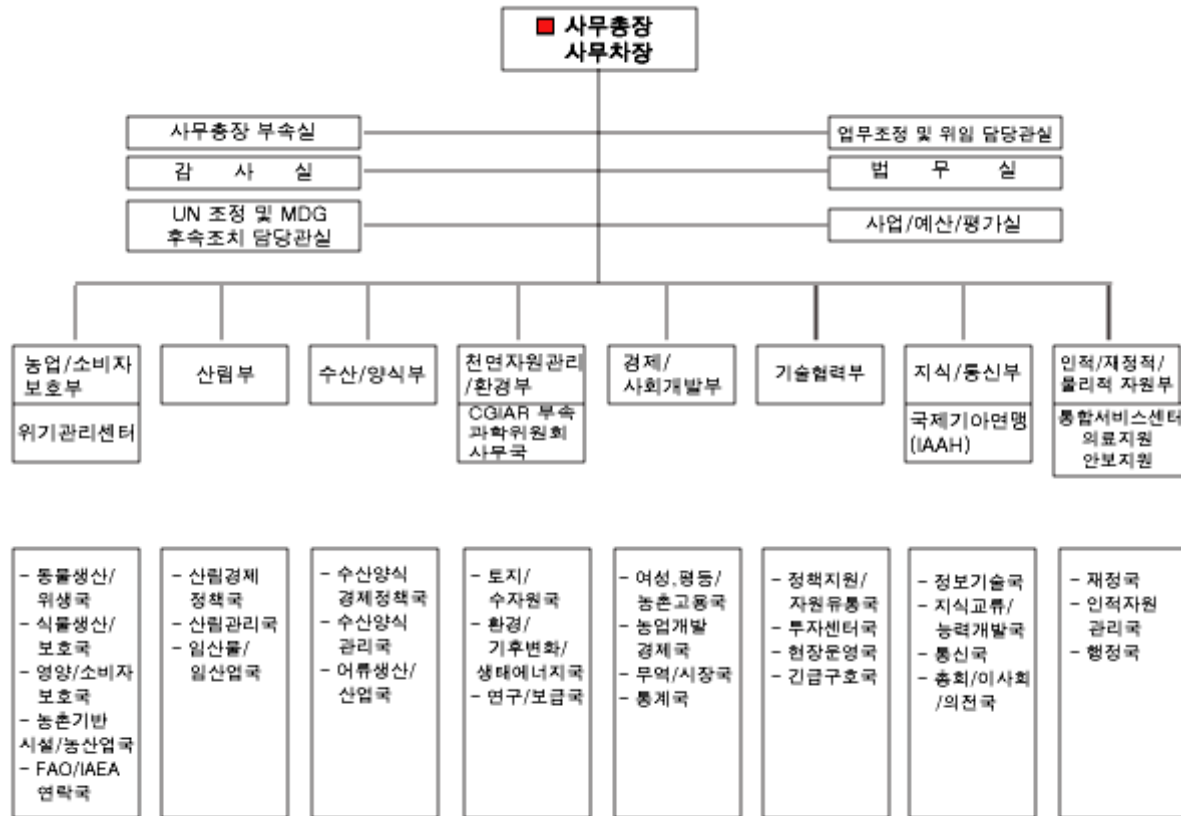 사무총장
사무차장
사무총장 부속실
업무조정 및 위임 담당관실
감 사 실
법 무 실
UN 조정 및 MDG
후속조치 담당관실
사업/예산/평가실
농업/소비자
보호부
위기관리센터
산림부
수산/양식부
천연자원관리
/환경부
CGIAR 부속
과학위원회
사무국
경제/
사회개발부
기술협력부
지식/통신부
국제기아연맹
(IAAH)
인적/재정적/
물리적 자원부
통합서비스센터
의료지원
안보지원
- 동물생산/
위생국
- 식물생산/
보호국
- 영양/소비자
보호국
- 농촌기반
시설/농산업국
- FAO/IAEA
연락국
- 산림경제
정책국
- 산림관리국
- 임산물/
임산업국
- 수산양식
경제정책국
- 수산양식
관리국
- 어류생산/
산업국
- 토지/
수자원국
- 환경/
기후변화/
생태에너지국
- 연구/보급국
- 여성,평등/
농촌고용국
- 농업개발
경제국
- 무역/시장국
- 통계국
- 정책지원/
자원유통국
- 투자센터국
- 현장운영국
- 긴급구호국
- 정보기술국
- 지식교류/
능력개발국
- 통신국
- 총회/이사회
/의전국
- 재정국
- 인적자원
관리국
- 행정국